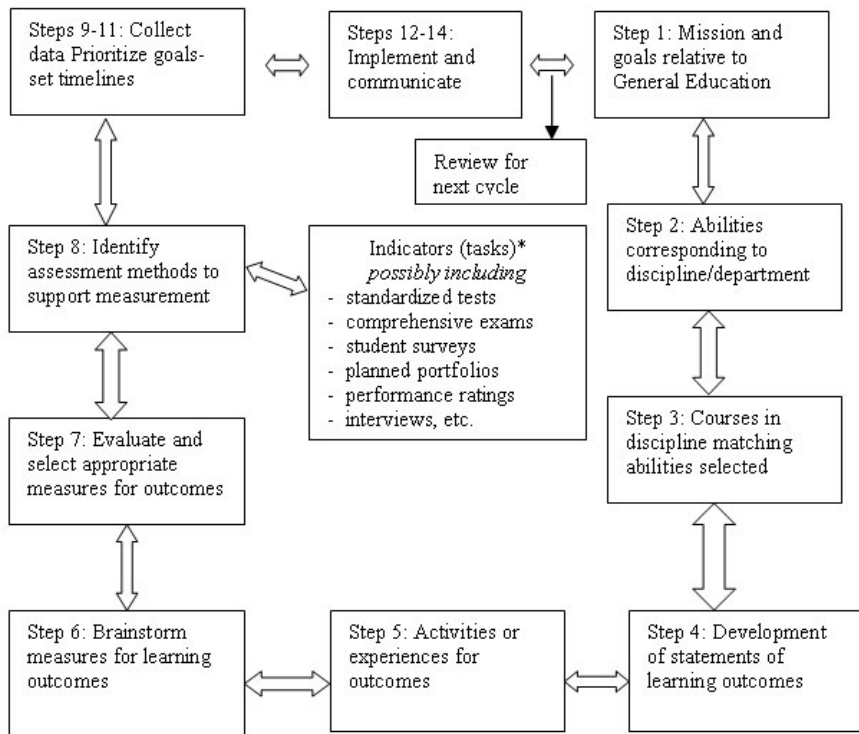 Steps 9-11: Collect
data Prioritize goals-
set timelines
Steps 12-14:
Implement and
communicate
Step 1: Mission and
goals relative to
General Education
Review for
next cycle
Step 8: Identify
assessment methods to
support measurement
Indicators (tasks)*
possibly including
- standardized tests
- comprehensive exams
- student surveys
- planned portfolios
- performance ratings
- interviews, etc.
Step 2: Abilities
corresponding to
discipline/department
Step 7: Evaluate and
select appropriate
measures for outcomes
Step 3: Courses in
discipline matching
abilities selected
Step 6: Brainstorm
measures for learning
outcomes
Step 5: Activities or
experiences for
outcomes
Step 4: Development
of statements of
learning outcomes